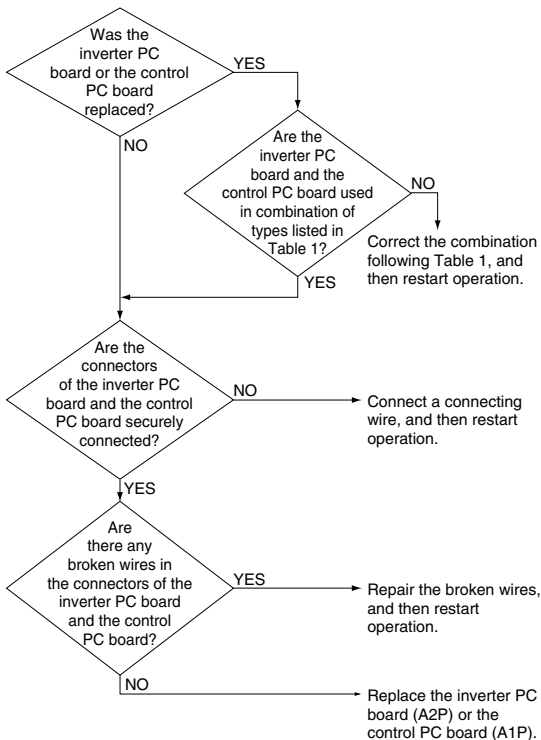 Was the
inverter PC
board or the control
PC board
replaced?
YES
NO
Are the
inverter PC
board and the
control PC board used
in combination of
types listed in
Table 1?
NO
Correct the combination
following Table 1, and
then restart operation.
YES
Are the
connectors
of the inverter PC
board and the control
PC board securely
connected?
NO
Connect a connecting
wire, and then restart
operation.
YES
Are
there any
broken wires in
the connectors of the
inverter PC board
and the control
PC board?
YES
Repair the broken wires,
and then restart
operation.
NO
Replace the inverter PC
board (A2P) or the
control PC board (A1P).